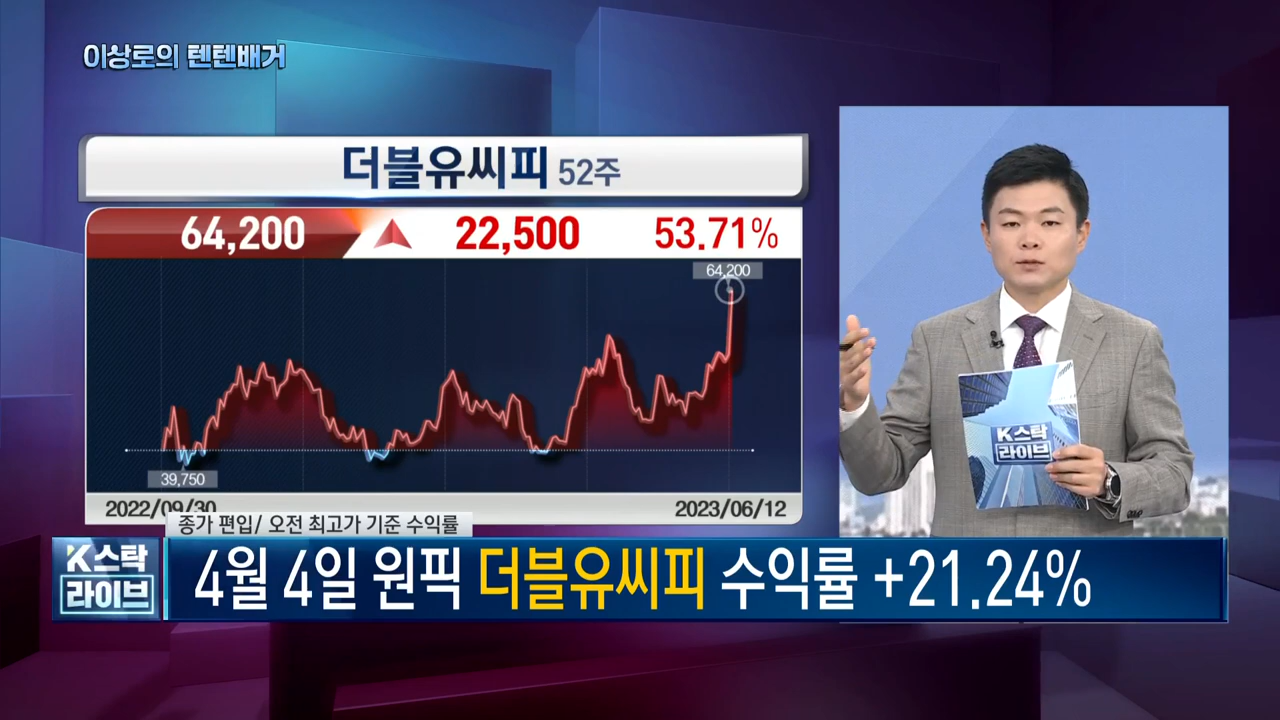 이상로의 텐텐배거
더블유씨피 52주
64,200 ▲ 22,500 53.71%
64,200
39,750
2022/09/30 2023/06/12
종가 편입/ 오전 최고가 기준 수익률
K스탁
라이브
4월 4일 원픽 더블유씨피 수익률 +21.24%
K스탁
라이브